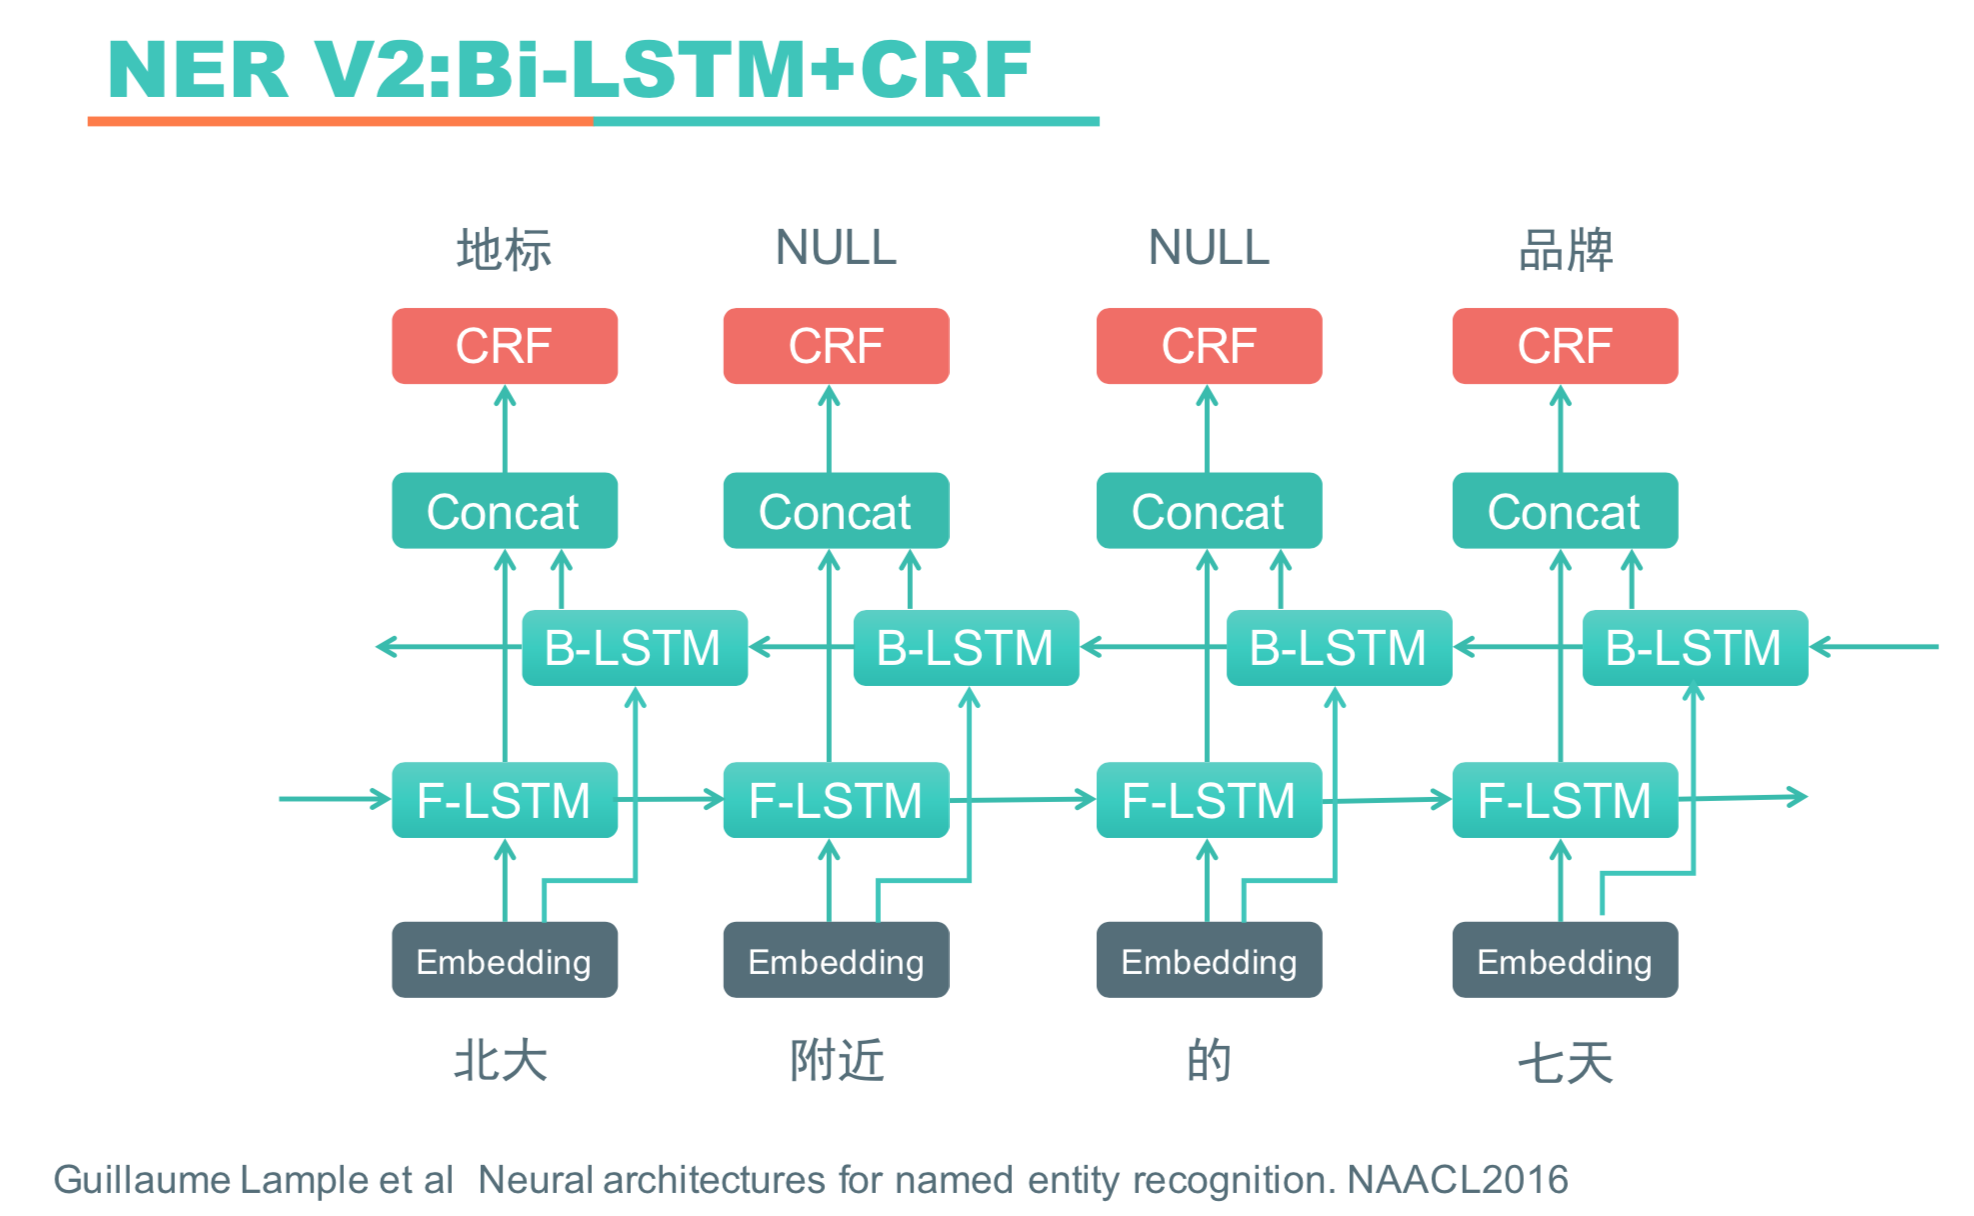 NER V2:Bi-LSTM+CRF
地标 NULL NULL 品牌
CRF CRF CRF CRF
Concat Concat Concat Concat
B-LSTM B-LSTM B-LSTM B-LSTM
F-LSTM F-LSTM F-LSTM F-LSTM
Embedding Embedding Embedding Embedding
北大 附近 的 七天
Guillaume Lample et al Neural architectures for named entity recognition. NAACL2016